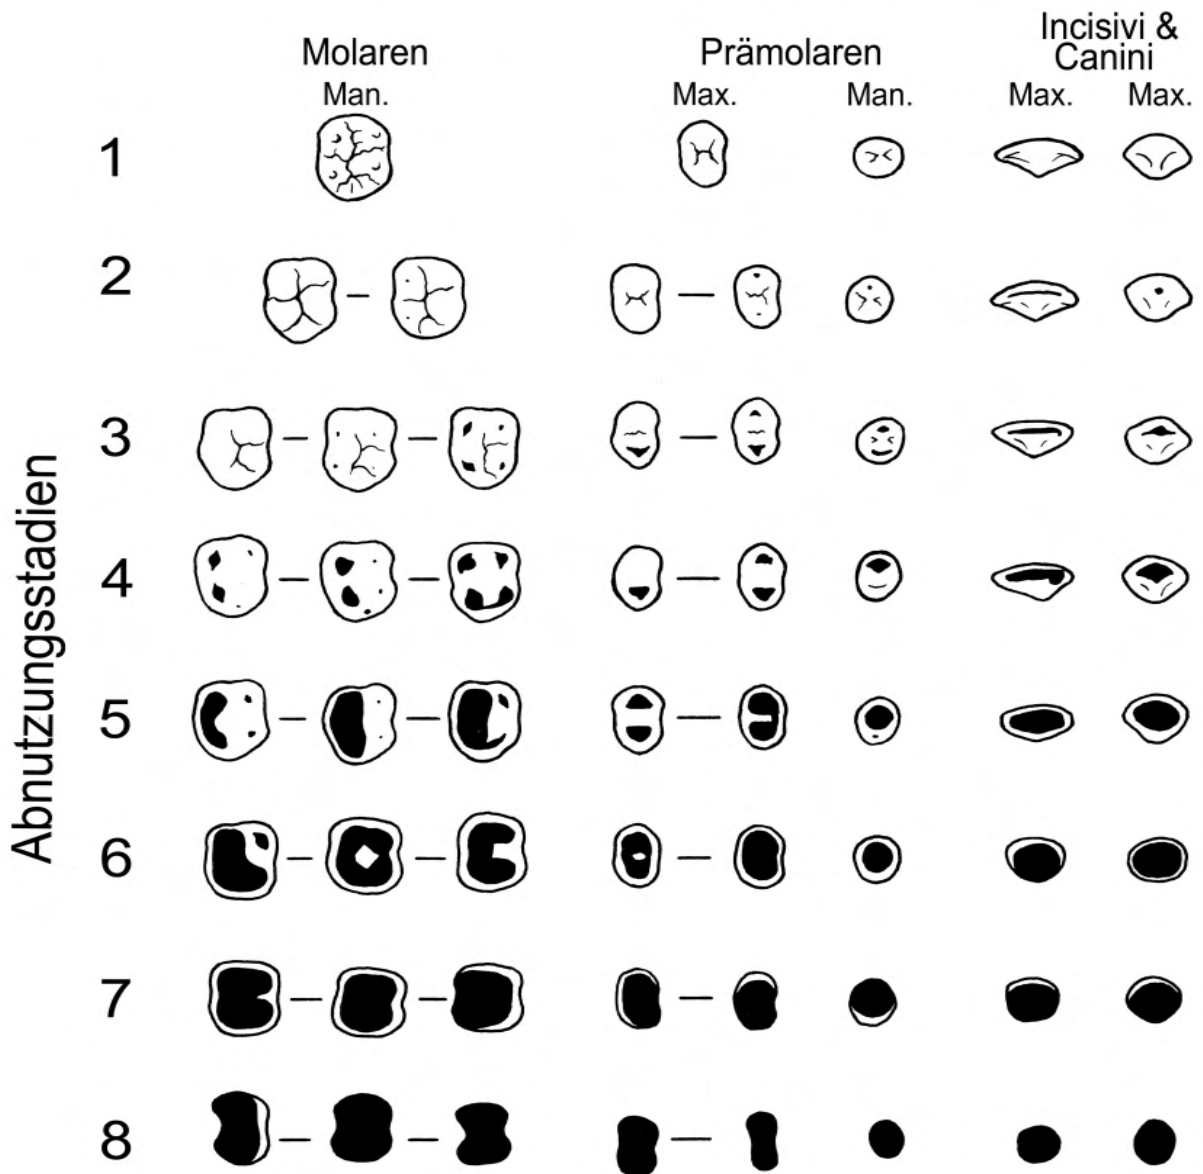 Incisivi &
Molaren Prämolaren Canini
Man. Max. Man. Max. Max.
1
2
3
4
5
6
7
8
Abnutzungsstadien